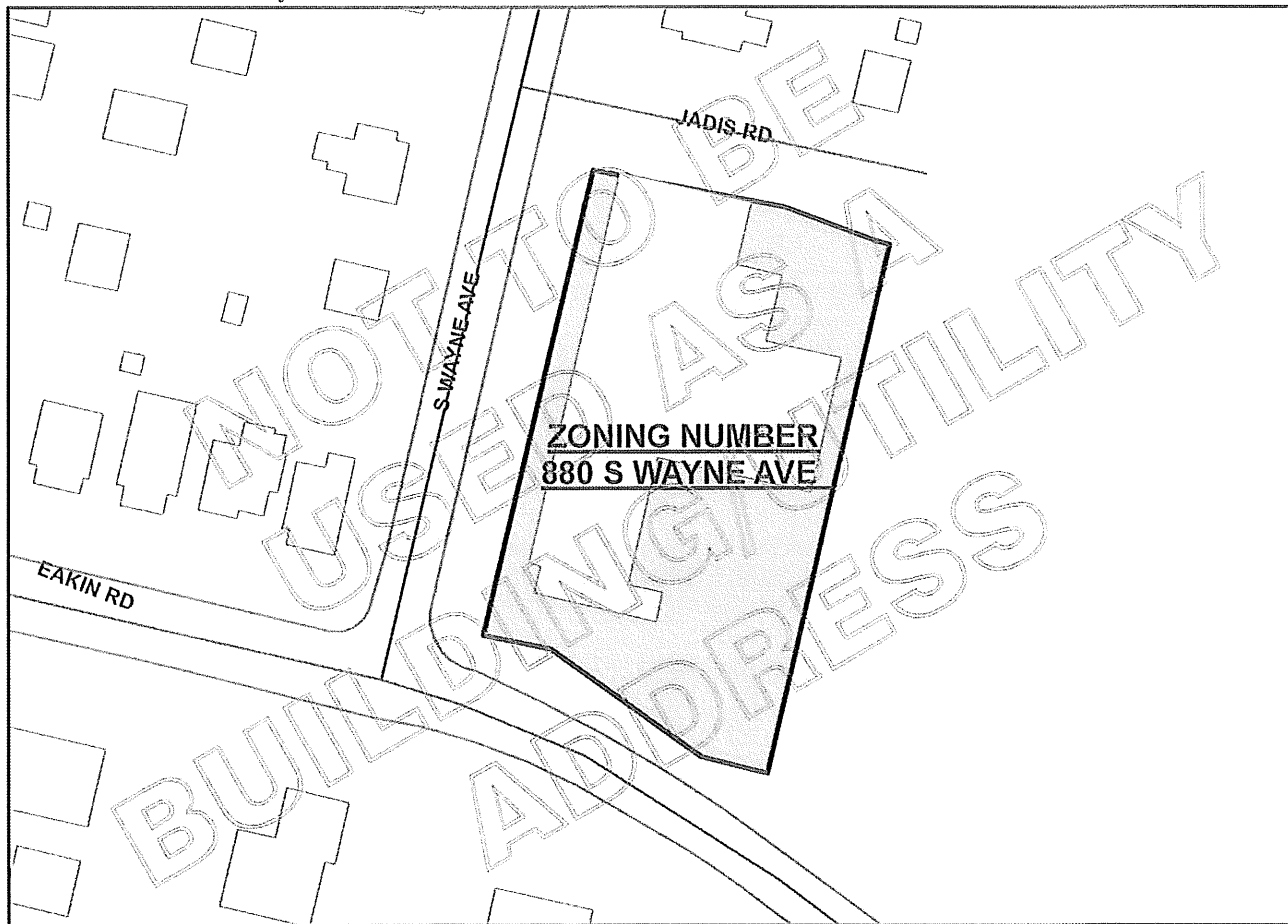 JADIS RD
S WAYNE AVE
ZONING NUMBER
880 S WAYNE AVE
EAKIN RD
NOT TO BE
USED AS A
BUILDING/UTILITY
ADDRESS